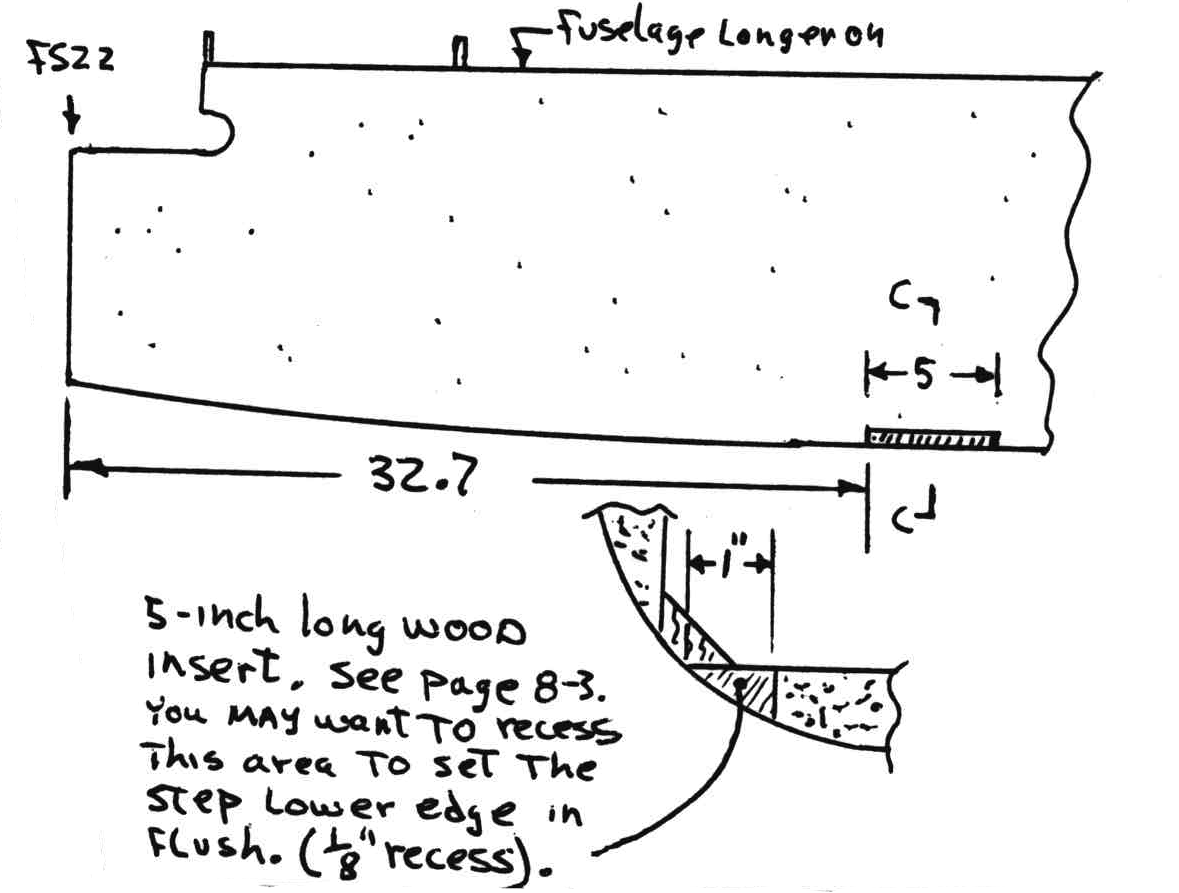 Fuselage Longeron
FS22
C
5
32.7
C
1"
5-inch long WOOD
insert. See page 8-3.
You MAY want TO recess
This area TO set The
step Lower edge in
FLush. (1/8" recess).